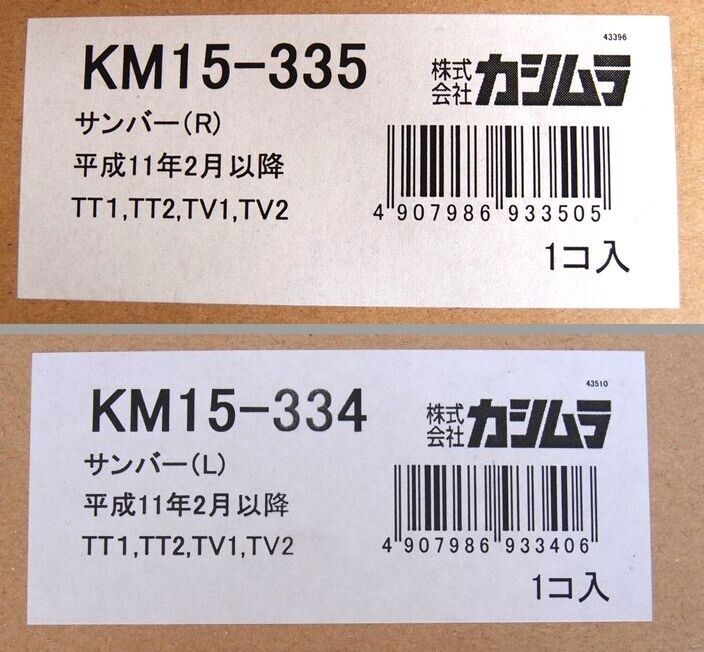 KM15-335
43396
株式会社 カシムラ
サンバー(R)
平成11年2月以降
TT1,TT2,TV1,TV2
4 907986 933505
1コ入
KM15-334
43510
株式会社 カシムラ
サンバー(L)
平成11年2月以降
TT1,TT2,TV1,TV2
4 907986 933406
1コ入